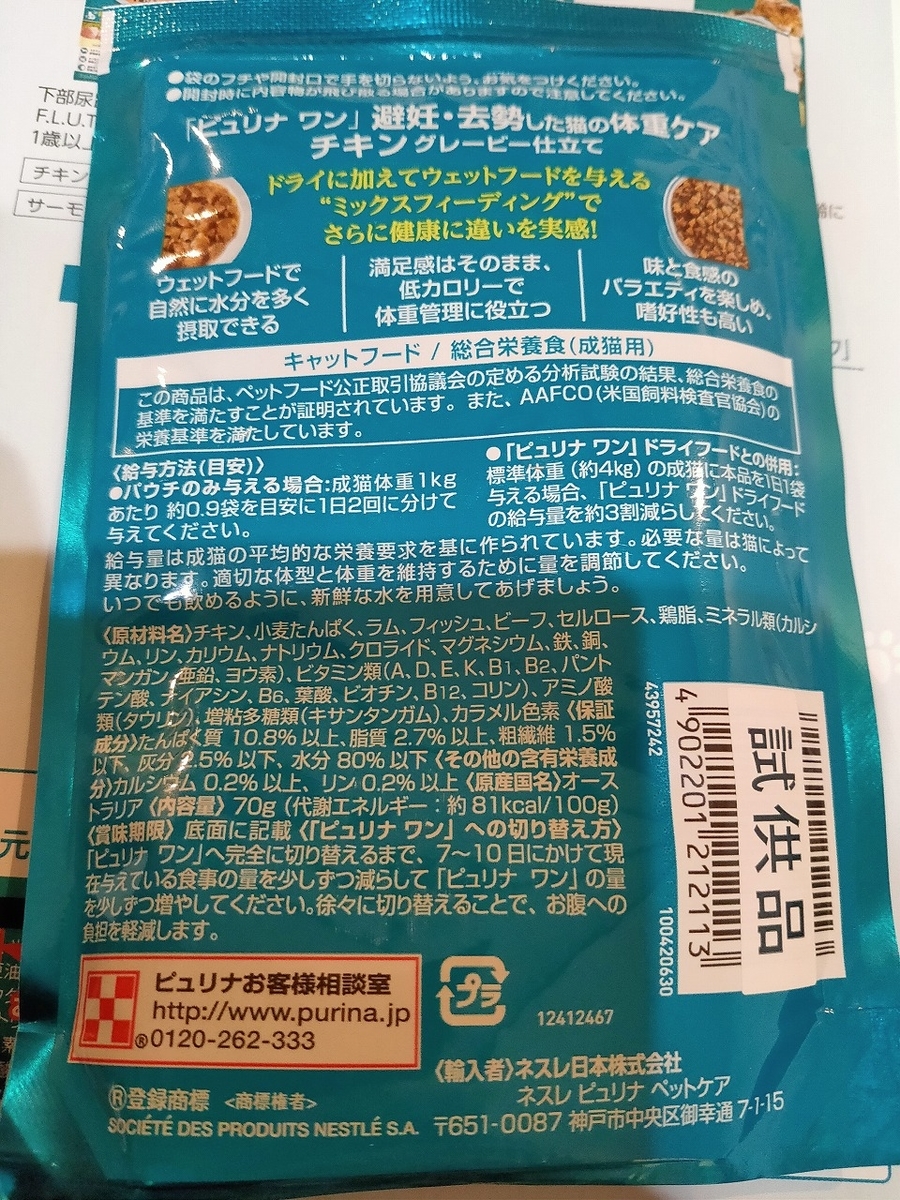 ●袋のフチや開封口で手を切らないよう、お気をつけください。
●開封時に内容物が飛び散る場合がありますので注意してください。
「ピュリナ ワン」避妊・去勢した猫の体重ケア
チキン グレービー仕立て
ドライに加えてウェットフードを与える
“ミックスフィーディング”で
さらに健康に違いを実感!
ウェットフードで
自然に水分を多く
摂取できる
満足感はそのまま、
低カロリーで
体重管理に役立つ
味と食感の
バラエティを楽しめ、
嗜好性も高い
キャットフード / 総合栄養食(成猫用)
この商品は、ペットフード公正取引協議会の定める分析試験の結果、総合栄養食の
基準を満たすことが証明されています。また、AAFCO(米国飼料検査官協会)の
栄養基準を満たしています。
〈給与方法(目安)〉
●パウチのみ与える場合:成猫体重1kg
あたり 約0.9袋を目安に1日2回に分けて
与えてください。
●「ピュリナ ワン」ドライフードとの併用:
標準体重(約4kg)の成猫に本品を1日1袋
与える場合、「ピュリナ ワン」ドライフード
の給与量を約3割減らしてください。
給与量は成猫の平均的な栄養要求を基に作られています。必要な量は猫によって
異なります。適切な体型と体重を維持するために量を調節してください。
いつでも飲めるように、新鮮な水を用意してあげましょう。
〈原材料名〉チキン、小麦たんぱく、ラム、フィッシュ、ビーフ、セルロース、鶏脂、ミネラル類(カルシ
ウム、リン、カリウム、ナトリウム、クロライド、マグネシウム、鉄、銅、
マンガン、亜鉛、ヨウ素)、ビタミン類(A、D、E、K、B1、B2、パント
テン酸、ナイアシン、B6、葉酸、ビオチン、B12、コリン)、アミノ酸
類(タウリン)、増粘多糖類(キサンタンガム)、カラメル色素〈保証
成分〉たんぱく質 10.8% 以上、脂質 2.7% 以上、粗繊維 1.5%
以下、灰分 2.5% 以下、水分 80% 以下〈その他の含有栄養成
分〉カルシウム 0.2% 以上、リン 0.2% 以上〈原産国名〉オース
トラリア〈内容量〉70g(代謝エネルギー:約 81kcal/100g)
〈賞味期限〉底面に記載〈「ピュリナ ワン」への切り替え方〉
「ピュリナ ワン」へ完全に切り替えるまで、7~10 日にかけて現
在与えている食事の量を少しずつ減らして「ピュリナ ワン」の量
を少しずつ増やしてください。徐々に切り替えることで、お腹への
負担を軽減します。
43957242
4 902201 212113
試供品
100420630
ピュリナお客様相談室
http://www.purina.jp
®0120-262-333
プラ
12412467
〈輸入者〉ネスレ日本株式会社
ネスレ ピュリナ ペットケア
〒651-0087 神戸市中央区御幸通 7-1-15
®登録商標 <商標権者>
SOCIÉTÉ DES PRODUITS NESTLÉ S.A.
下部尿
F.L.U.T
1歳以
チキン
サーモ
元